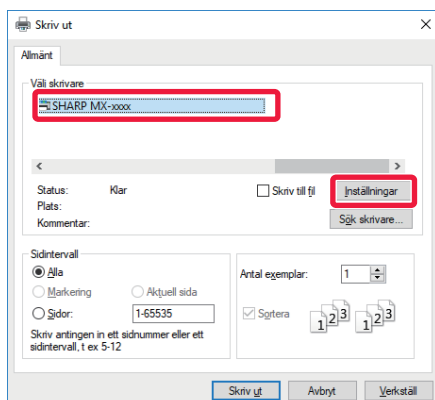 Skriv ut
Allmänt
Välj skrivare
SHARP MX-xxxx
Status: Klar
Skriv till fil
Inställningar
Plats:
Kommentar:
Sök skrivare...
Sidintervall
Alla
Markering
Aktuell sida
Sidor: 1-65535
Skriv antingen in ett sidnummer eller ett
sidintervall, t ex 5-12
Antal exemplar: 1
Sortera
1 2 3 1 2 3
Skriv ut Avbryt Verkställ